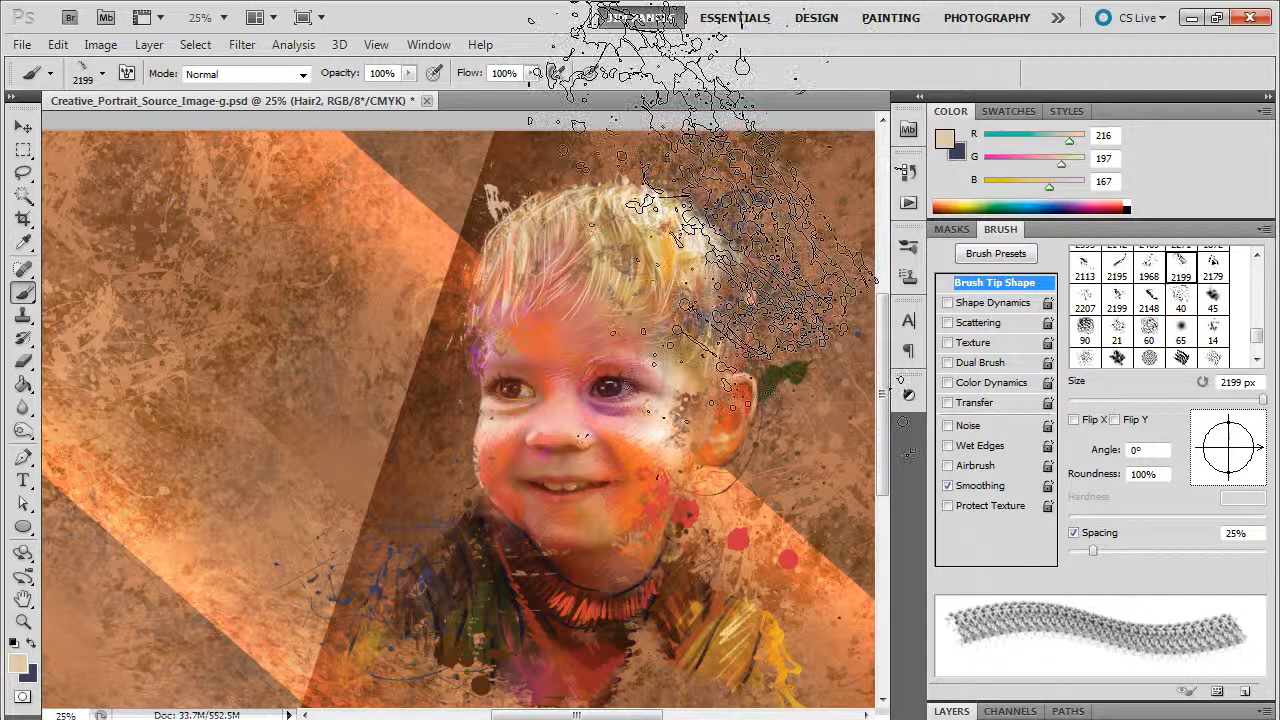 Ps Br Mb 25% ESSENTIALS DESIGN PAINTING PHOTOGRAPHY CS Live
File Edit Image Layer Select Filter Analysis 3D View Window Help
2199 Mode: Normal Opacity: 100% Flow: 100%
Creative_Portrait_Source_Image-g.psd @ 25% (Hair2, RGB/8*/CMYK) *
COLOR SWATCHES STYLES
Mb
R 216
G 197
B 167
MASKS BRUSH
Brush Presets
2113 2195 1968 2199 2179
2207 2199 2148 40 45
90 21 60 65 14
Brush Tip Shape
Shape Dynamics
Scattering
Texture
Dual Brush
Color Dynamics
Transfer
Noise
Wet Edges
Airbrush
Smoothing
Protect Texture
Size 2199 px
Flip X Flip Y
Angle: 0°
Roundness: 100%
Hardness
Spacing 25%
25% Doc: 33.7M/552.5M
LAYERS CHANNELS PATHS